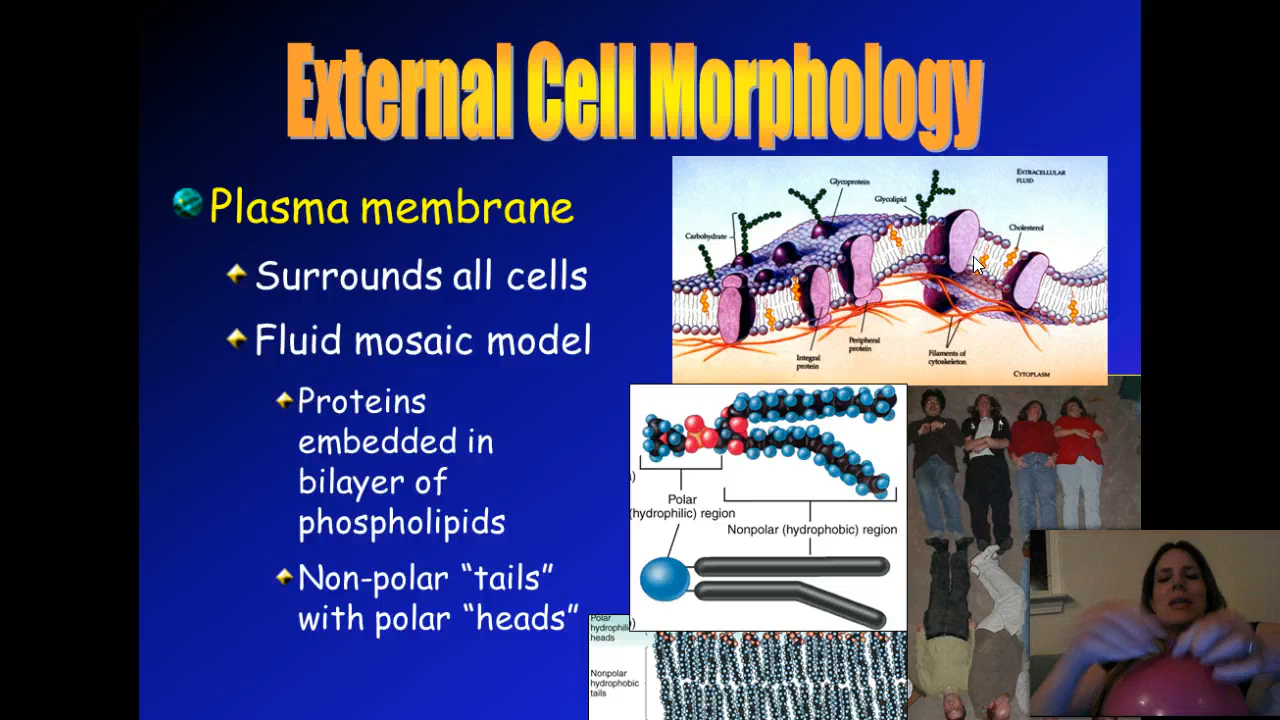 External Cell Morphology
Plasma membrane
Surrounds all cells
Fluid mosaic model
Proteins
embedded in
bilayer of
phospholipids
Non-polar “tails”
with polar “heads”
EXTRACELLULAR
FLUID
Glycoprotein
Glycolipid
Carbohydrate
Cholesterol
Integral
protein
Peripheral
protein
Filaments of
cytoskeleton
CYTOPLASM
Polar
(hydrophilic) region
Nonpolar (hydrophobic) region
Polar
hydrophilic
heads
Nonpolar
hydrophobic
tails